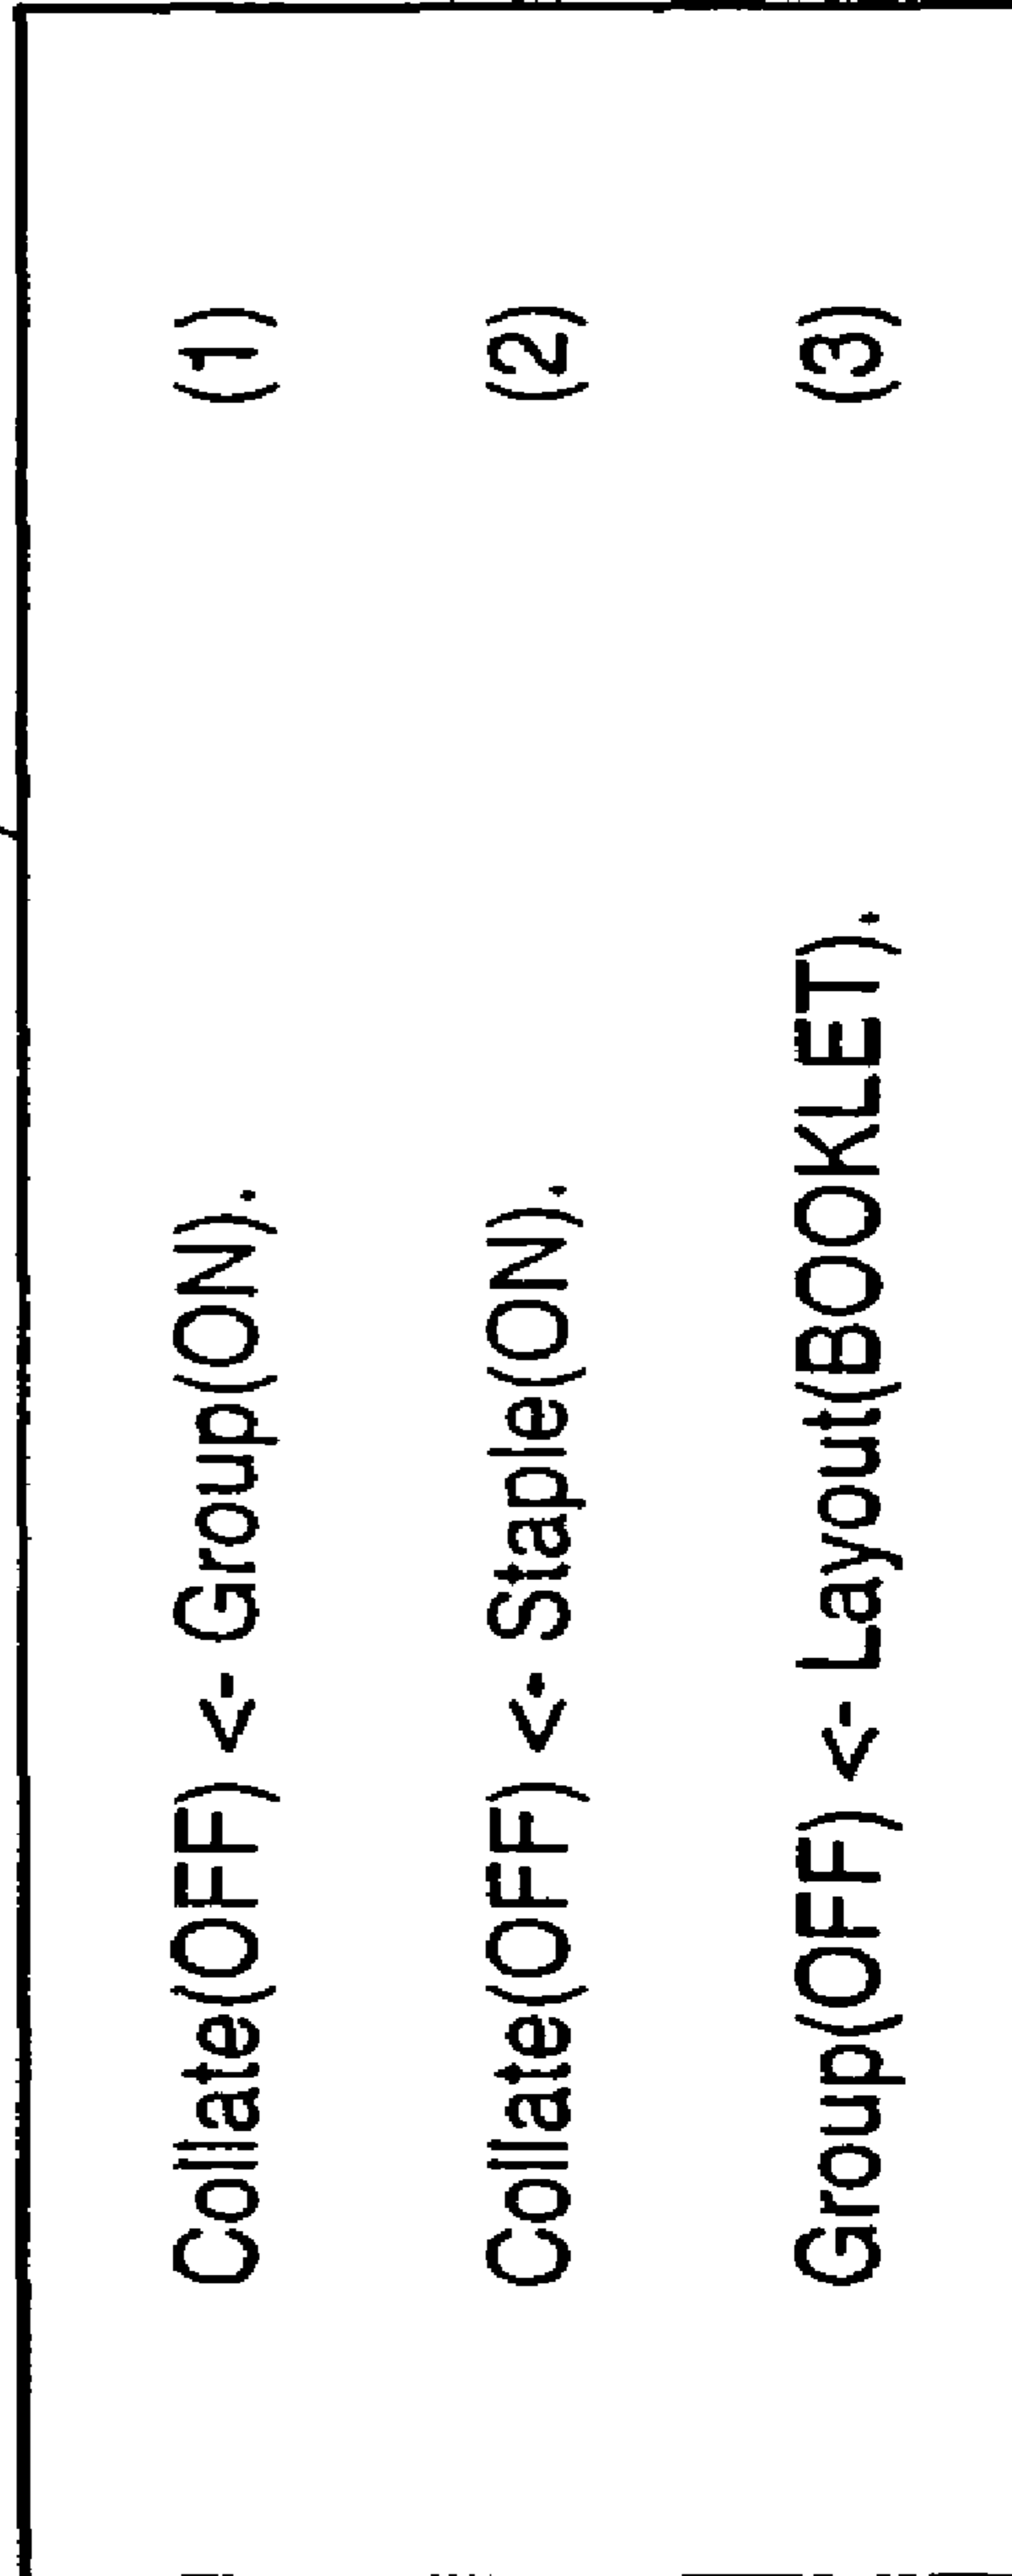 Collate(OFF) <- Group(ON). (1)
Collate(OFF) <- Staple(ON). (2)
Group(OFF) <- Layout(BOOKLET). (3)